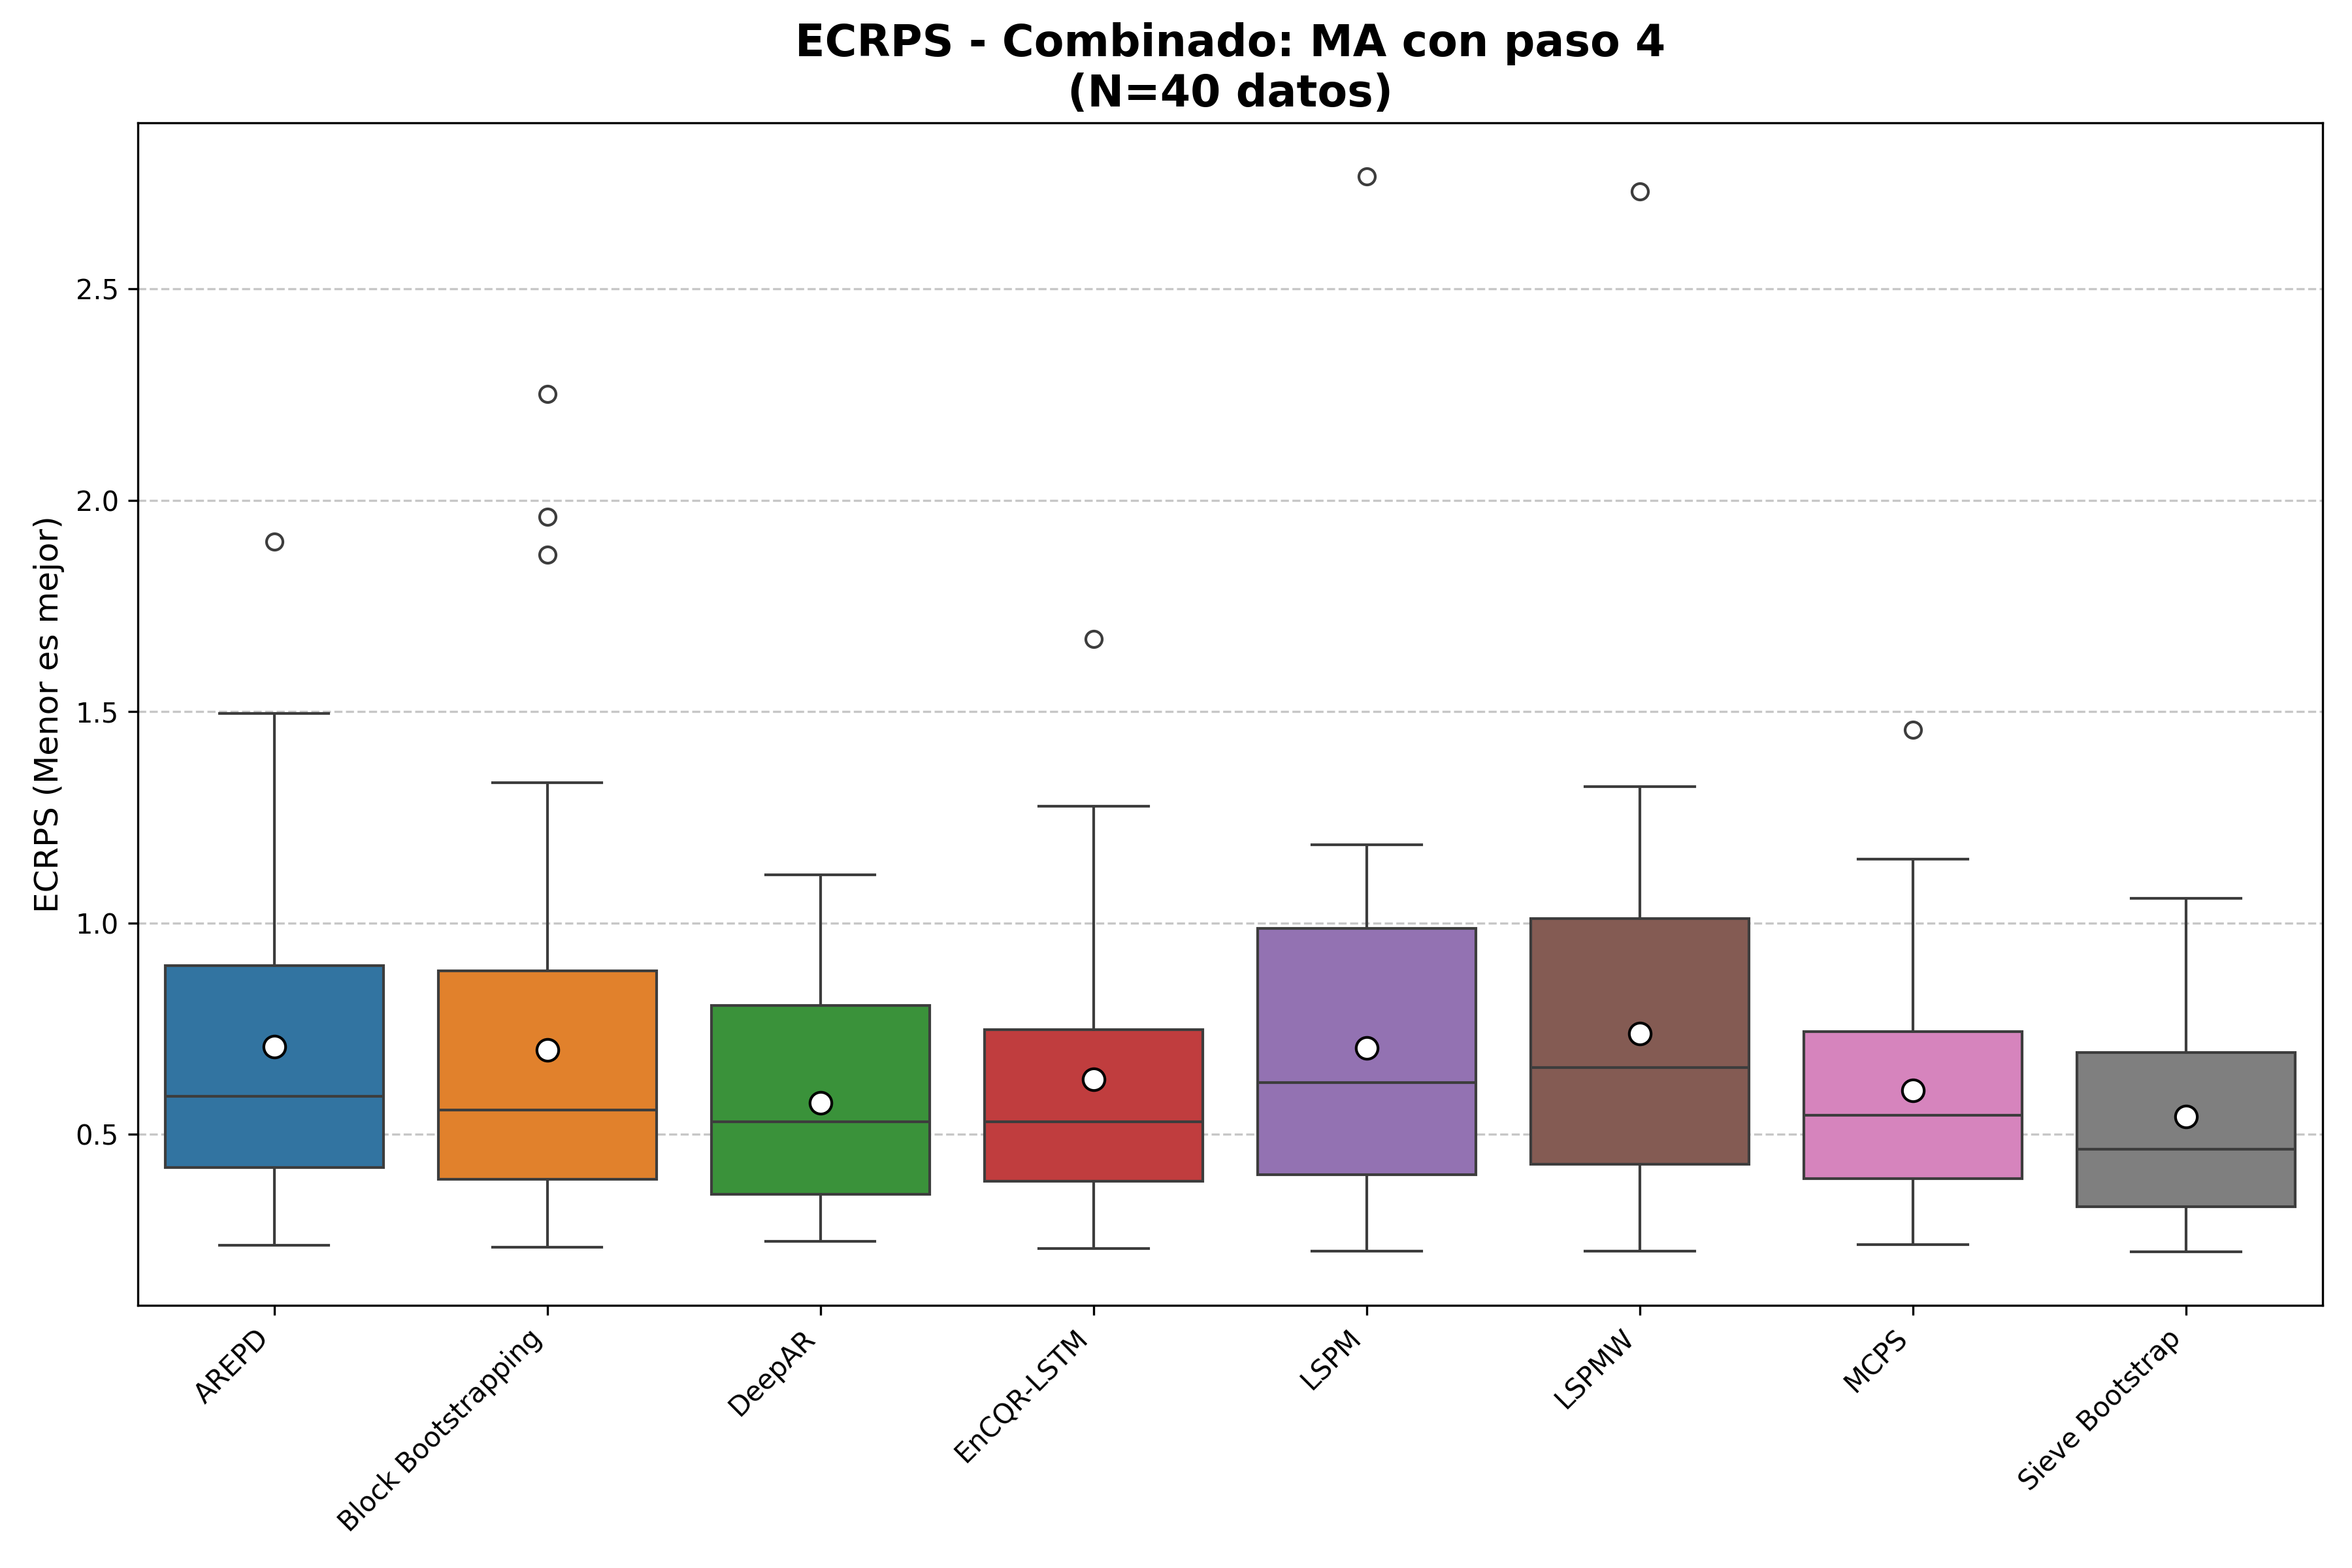 ECRPS - Combinado: MA con paso 4
(N=40 datos)
ECRPS (Menor es mejor)
2.5
2.0
1.5
1.0
0.5
AREPD
Block Bootstrapping
DeepAR
EnCQR-LSTM
LSPM
LSPMW
MCPS
Sieve Bootstrap